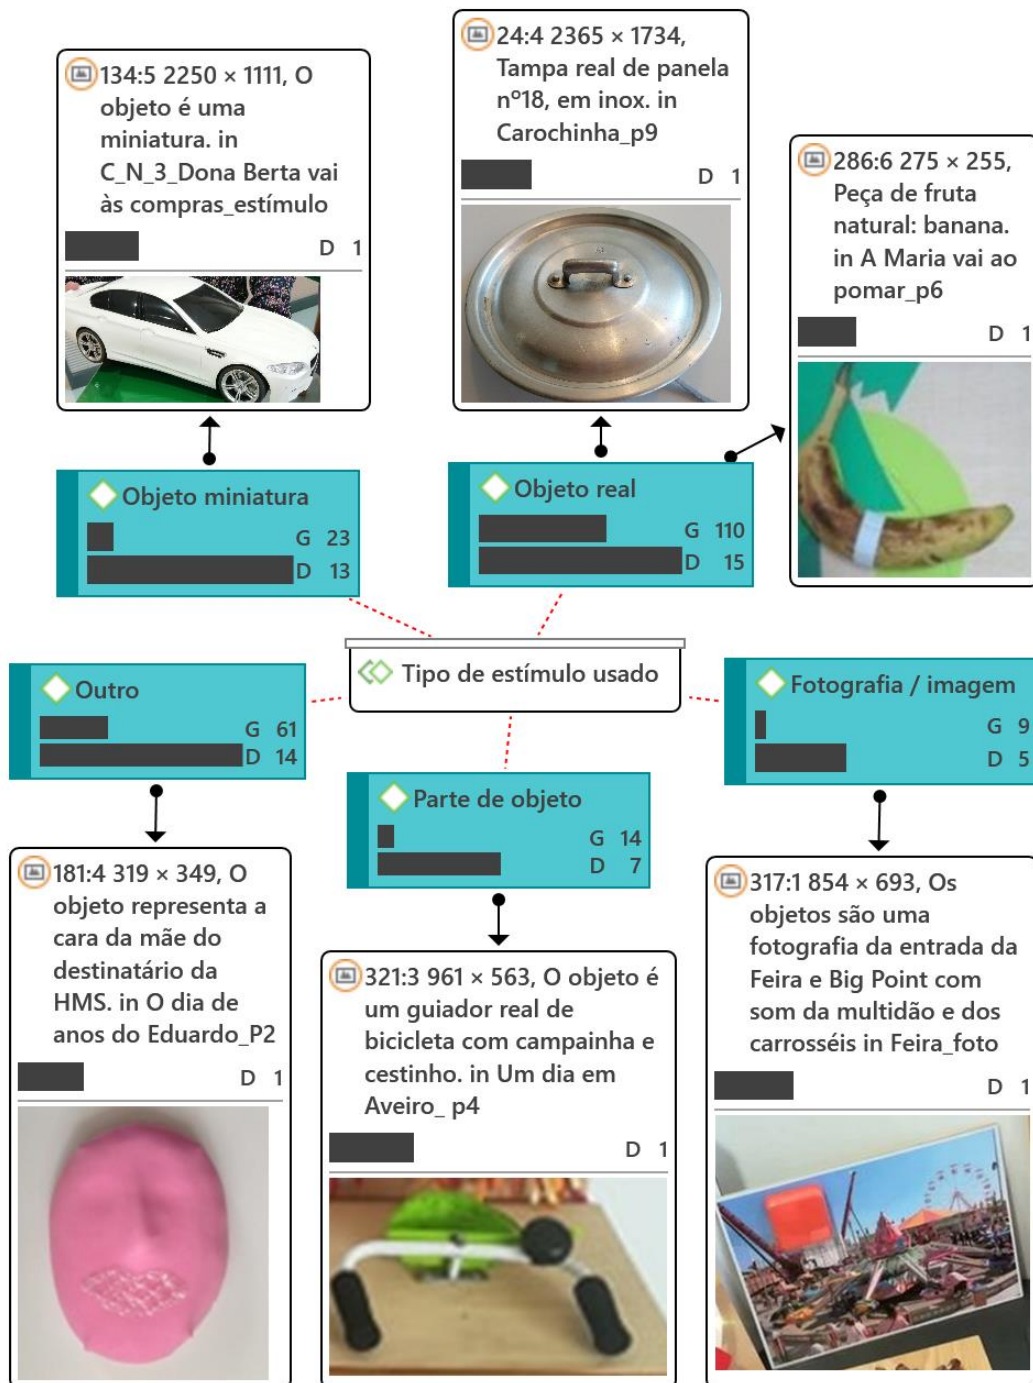 134:5 2250 × 1111, O
objeto é uma
miniatura. in
C_N_3_Dona Berta vai
às compras_estímulo
D 1
24:4 2365 × 1734,
Tampa real de panela
nº18, em inox. in
Carochinha_p9
D 1
286:6 275 × 255,
Peça de fruta
natural: banana.
in A Maria vai ao
pomar_p6
D 1
Objeto miniatura
G 23
D 13
Objeto real
G 110
D 15
Tipo de estímulo usado
Outro
G 61
D 14
Parte de objeto
G 14
D 7
Fotografia / imagem
G 9
D 5
181:4 319 × 349, O
objeto representa a
cara da mãe do
destinatário da
HMS. in O dia de
anos do Eduardo_P2
D 1
321:3 961 × 563, O objeto é
um guiador real de
bicicleta com campainha e
cestinho. in Um dia em
Aveiro_ p4
D 1
317:1 854 × 693, Os
objetos são uma
fotografia da entrada da
Feira e Big Point com
som da multidão e dos
carrosséis in Feira_foto
D 1